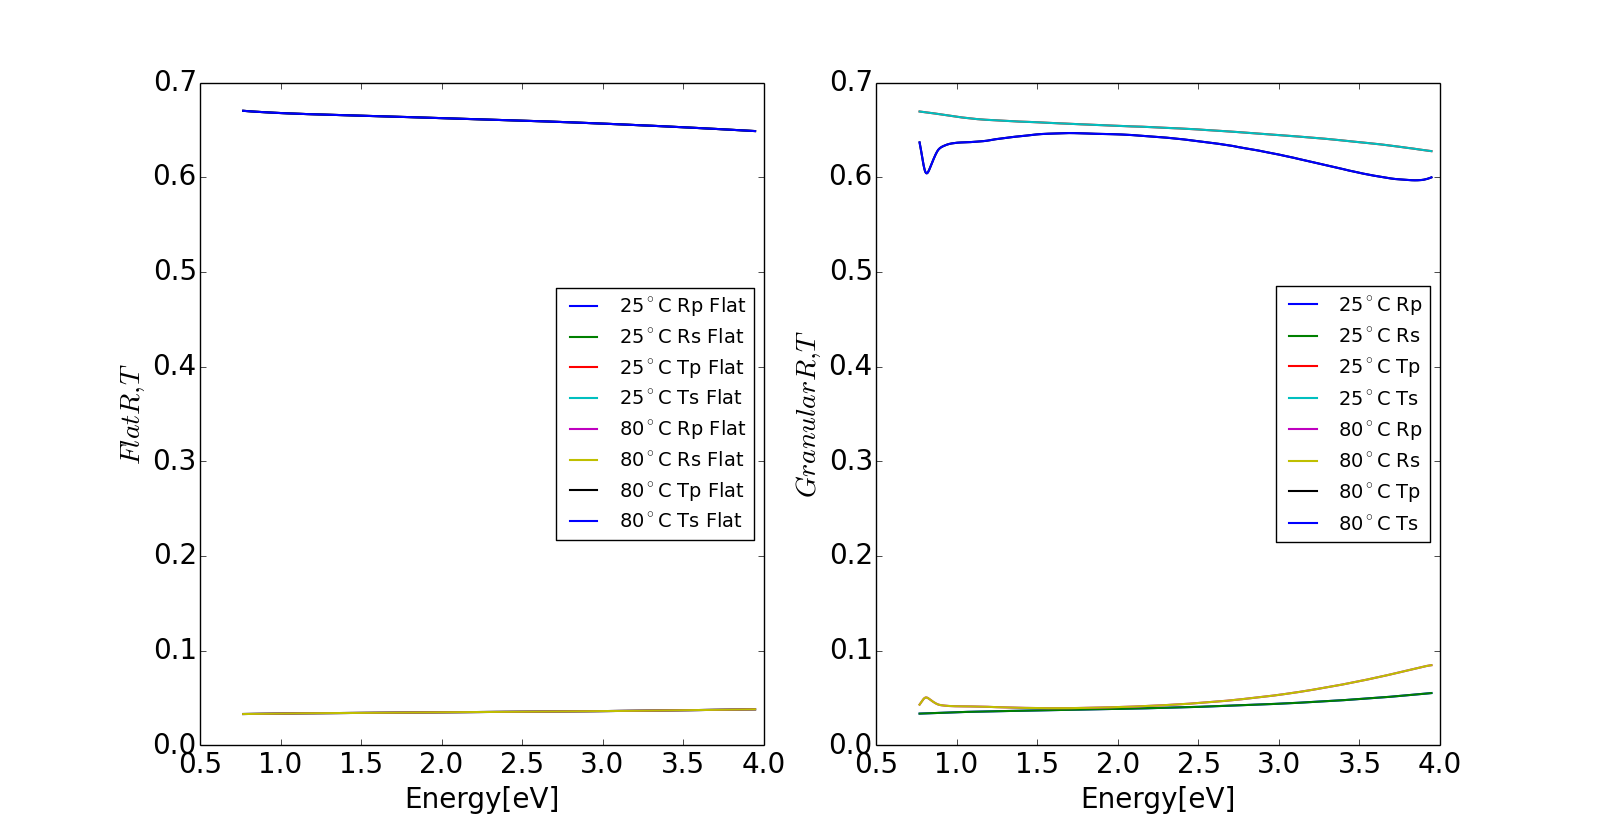 0.7
0.6
0.5
0.4
0.3
0.2
0.1
0.0
FlatR,T
25°C Rp Flat
25°C Rs Flat
25°C Tp Flat
25°C Ts Flat
80°C Rp Flat
80°C Rs Flat
80°C Tp Flat
80°C Ts Flat
0.5 1.0 1.5 2.0 2.5 3.0 3.5 4.0
Energy[eV]
0.7
0.6
0.5
0.4
0.3
0.2
0.1
0.0
GranularR,T
25°C Rp
25°C Rs
25°C Tp
25°C Ts
80°C Rp
80°C Rs
80°C Tp
80°C Ts
0.5 1.0 1.5 2.0 2.5 3.0 3.5 4.0
Energy[eV]